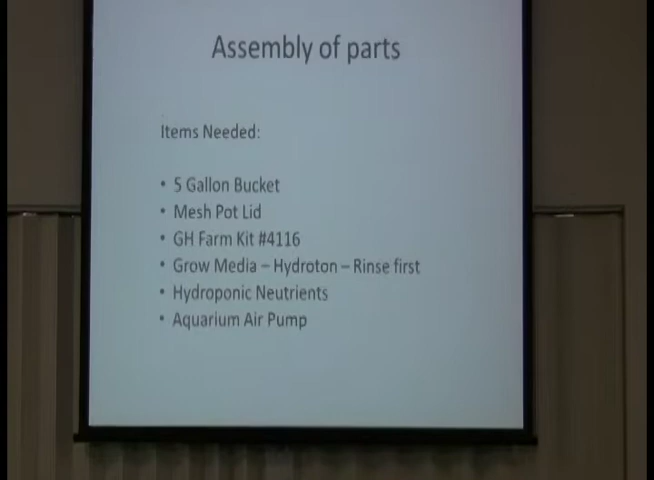 Assembly of parts
Items Needed:
• 5 Gallon Bucket
• Mesh Pot Lid
• GH Farm Kit #4116
• Grow Media – Hydroton – Rinse first
• Hydroponic Neutrients
• Aquarium Air Pump